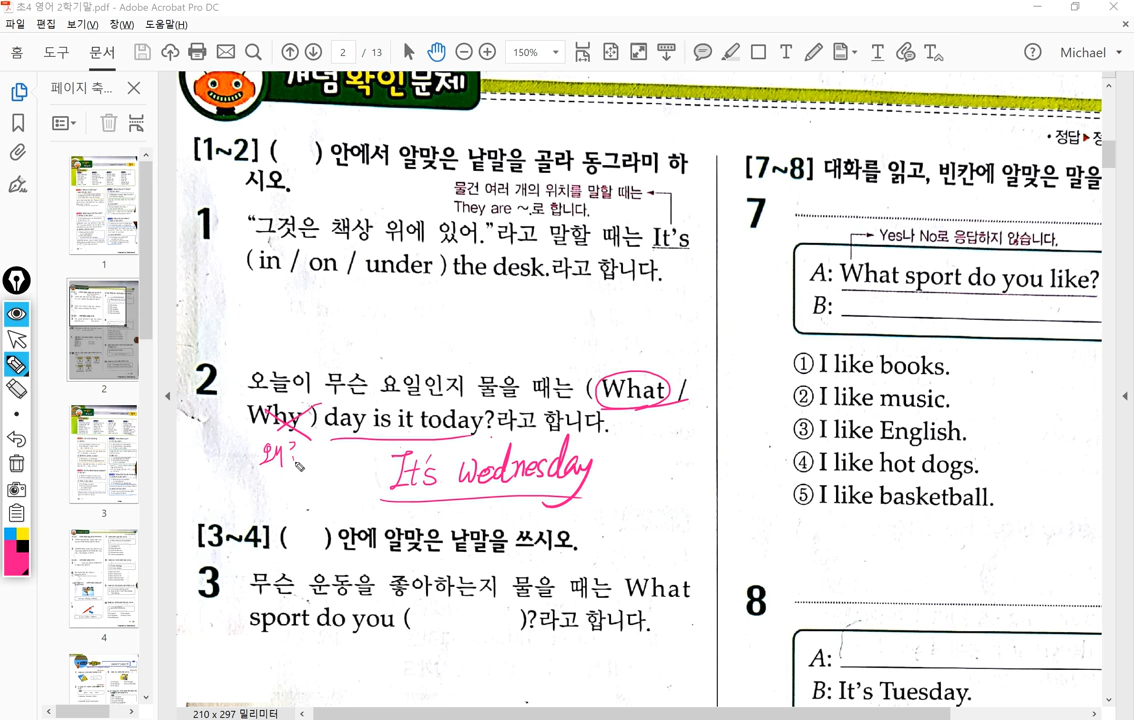 초4 영어 2학기말.pdf - Adobe Acrobat Pro DC
파일 편집 보기(V) 창(W) 도움말(H)
홈 도구 문서 2 / 13 150% Michael
페이지 축...
개념 확인문제
[1~2] ( ) 안에서 알맞은 낱말을 골라 동그라미 하
시오.
물건 여러 개의 위치를 말할 때는
They are ~.로 합니다.
1 “그것은 책상 위에 있어.”라고 말할 때는 It's
( in / on / under ) the desk.라고 합니다.
2 오늘이 무슨 요일인지 물을 때는 ( What /
Why ) day is it today?라고 합니다.
왜?
It's wednesday
[3~4] ( ) 안에 알맞은 낱말을 쓰시오.
3 무슨 운동을 좋아하는지 물을 때는 What
sport do you ( )?라고 합니다.
• 정답▶정
[7~8] 대화를 읽고, 빈칸에 알맞은 말을
7
Yes나 No로 응답하지 않습니다.
A: What sport do you like?
B:
① I like books.
② I like music.
③ I like English.
④ I like hot dogs.
⑤ I like basketball.
8
A:
B: It's Tuesday.
1
2
3
4
210 x 297 밀리미터